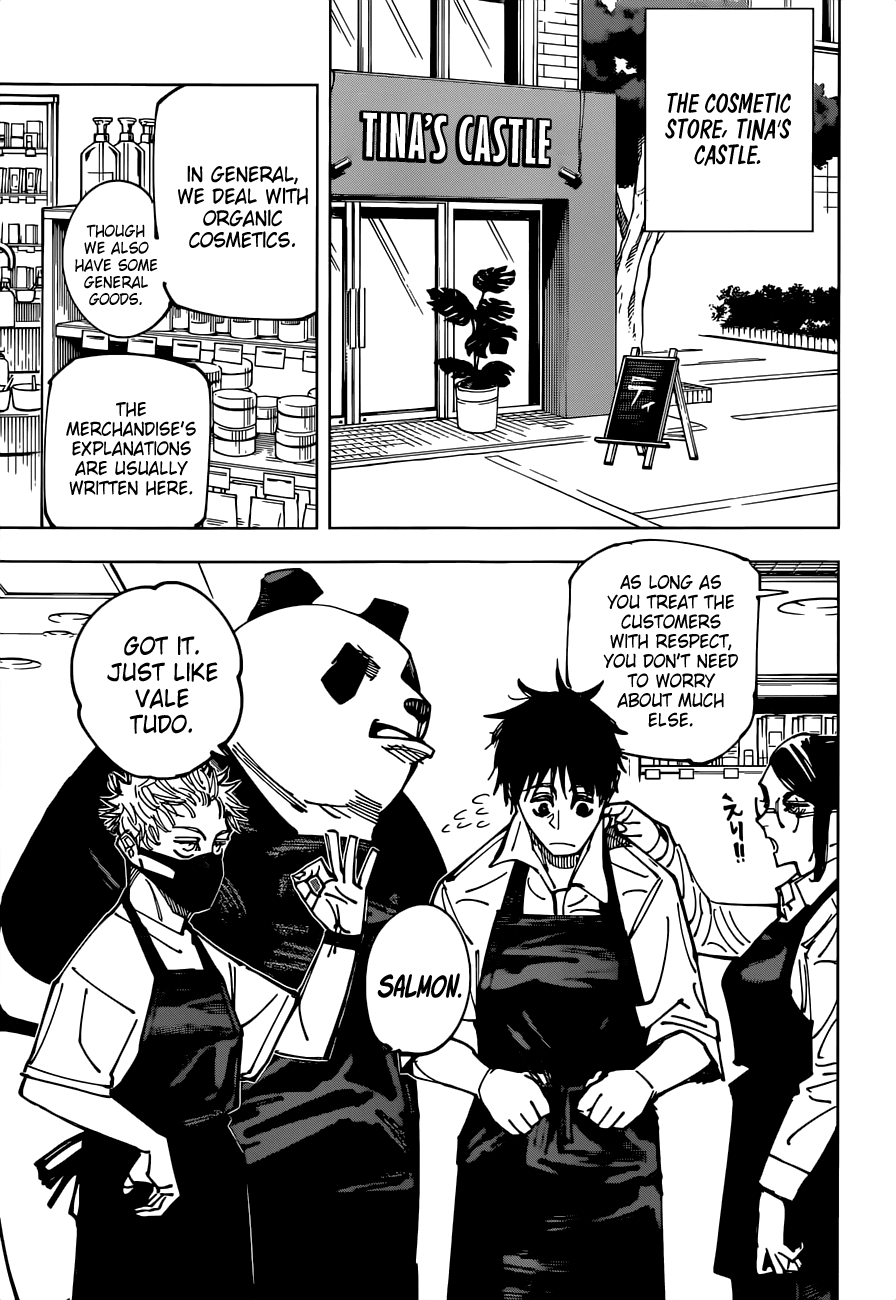 THE COSMETIC
STORE, TINA'S
CASTLE.
TINA'S CASTLE
IN GENERAL,
WE DEAL WITH
ORGANIC
COSMETICS.
THOUGH
WE ALSO
HAVE SOME
GENERAL
GOODS.
THE
MERCHANDISE'S
EXPLANATIONS
ARE USUALLY
WRITTEN HERE.
AS LONG AS
YOU TREAT THE
CUSTOMERS
WITH RESPECT,
YOU DON'T NEED
TO WORRY
ABOUT MUCH
ELSE.
えり!!
GOT IT.
JUST LIKE
VALE
TUDO.
SALMON.